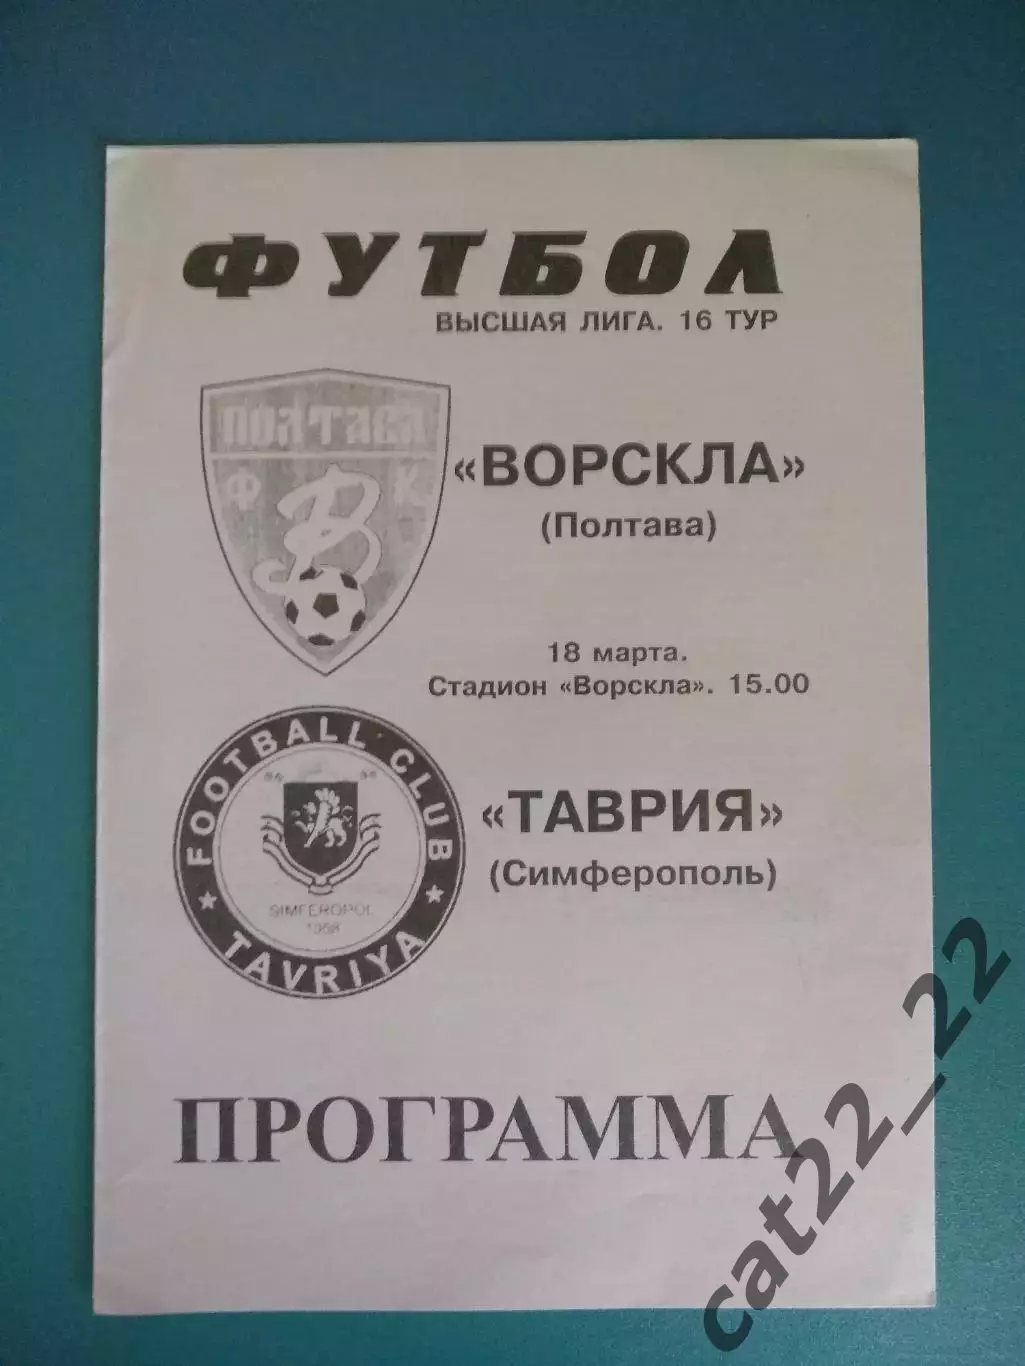 ФУТБОЛ
ВЫСШАЯ ЛИГА. 16 ТУР
ПОЛТАВА
Ф К
В
«ВОРСКЛА»
(Полтава)
18 марта.
Стадион «Ворскла». 15.00
FOOTBALL CLUB
SIMFEROPOL
1958
TAVRIYA
«ТАВРИЯ»
(Симферополь)
ПРОГРАММА
cat22_22